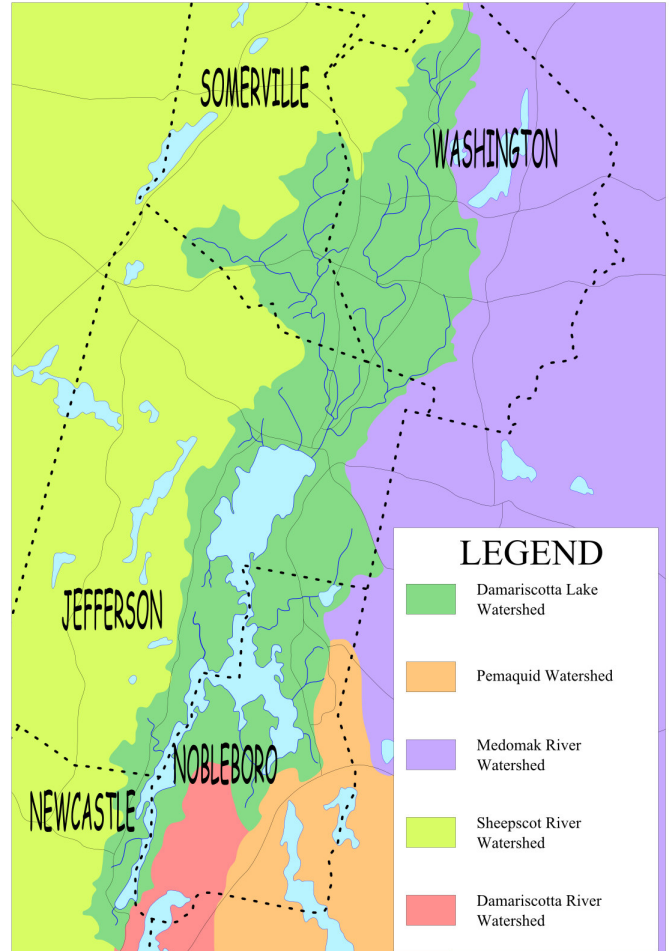 SOMERVILLE
WASHINGTON
JEFFERSON
NOBLEBORO
NEWCASTLE
LEGEND
Damariscotta Lake
Watershed
Pemaquid Watershed
Medomak River
Watershed
Sheepscot River
Watershed
Damariscotta River
Watershed